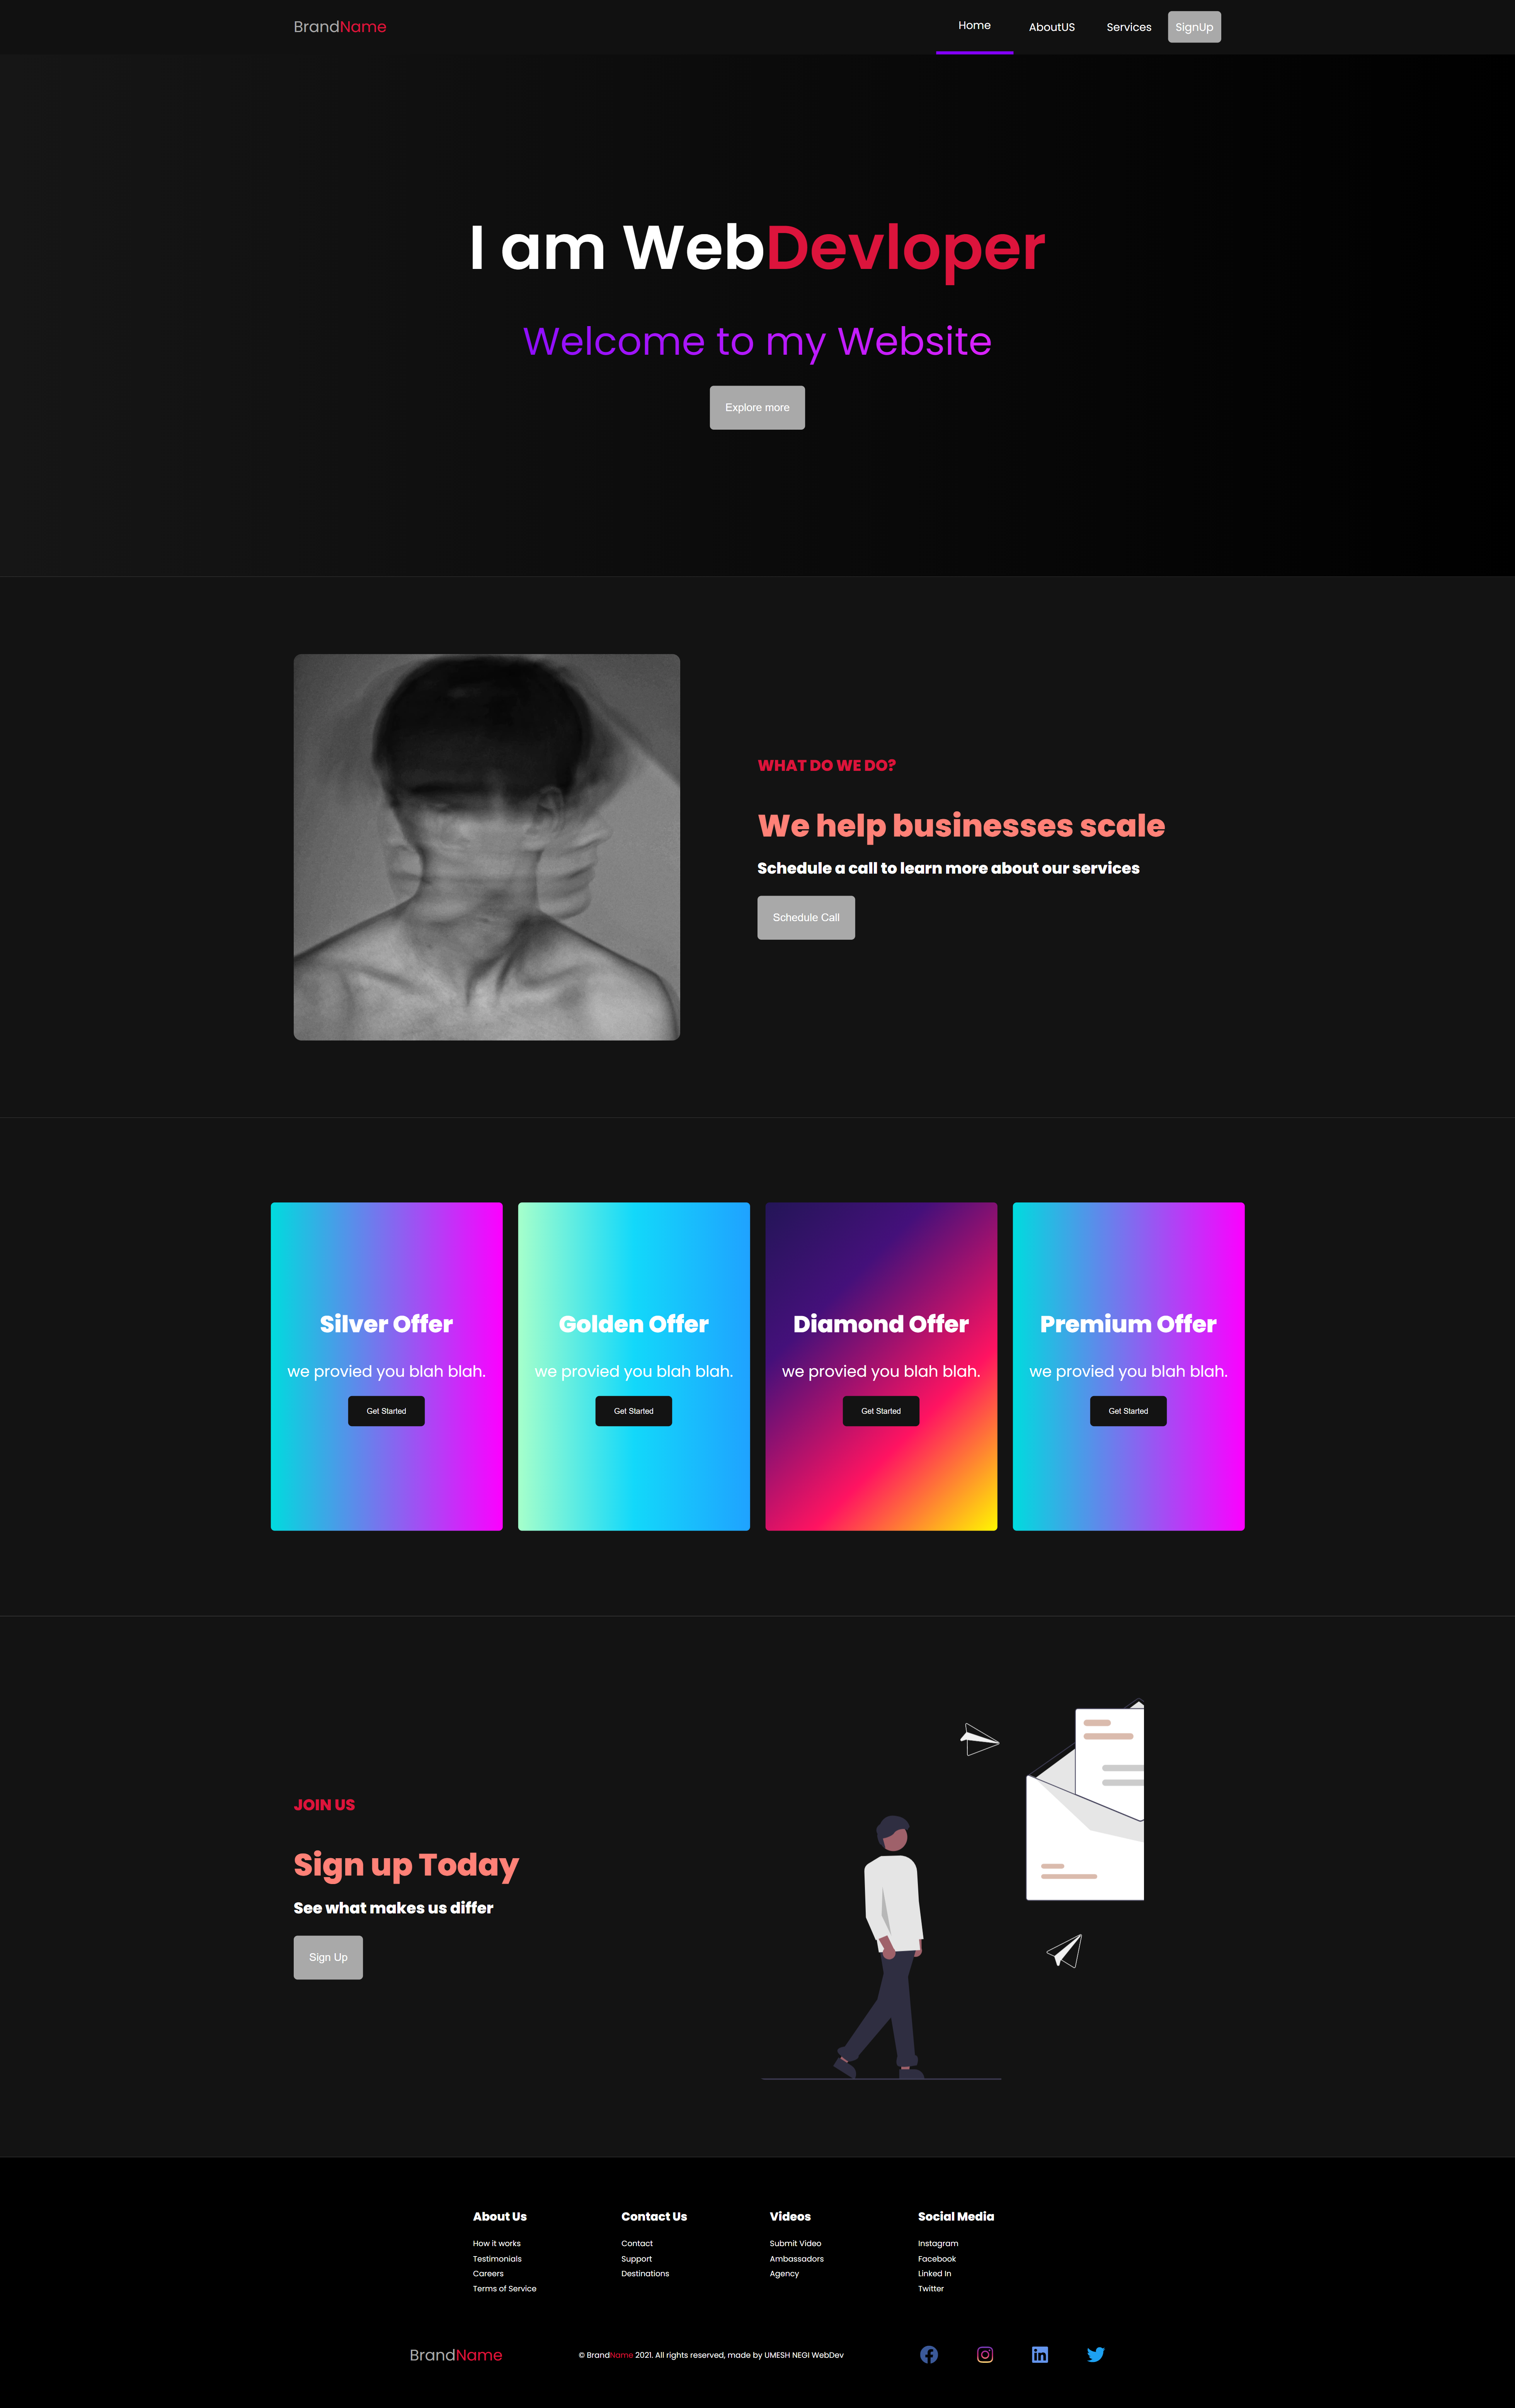 BrandName
Home
AboutUS
Services
SignUp
I am WebDevloper
Welcome to my Website
Explore more
WHAT DO WE DO?
We help businesses scale
Schedule a call to learn more about our services
Schedule Call
Silver Offer
we provied you blah blah.
Get Started
Golden Offer
we provied you blah blah.
Get Started
Diamond Offer
we provied you blah blah.
Get Started
Premium Offer
we provied you blah blah.
Get Started
JOIN US
Sign up Today
See what makes us differ
Sign Up
About Us
How it works
Testimonials
Careers
Terms of Service
Contact Us
Contact
Support
Destinations
Videos
Submit Video
Ambassadors
Agency
Social Media
Instagram
Facebook
Linked In
Twitter
BrandName
© BrandName 2021. All rights reserved, made by UMESH NEGI WebDev